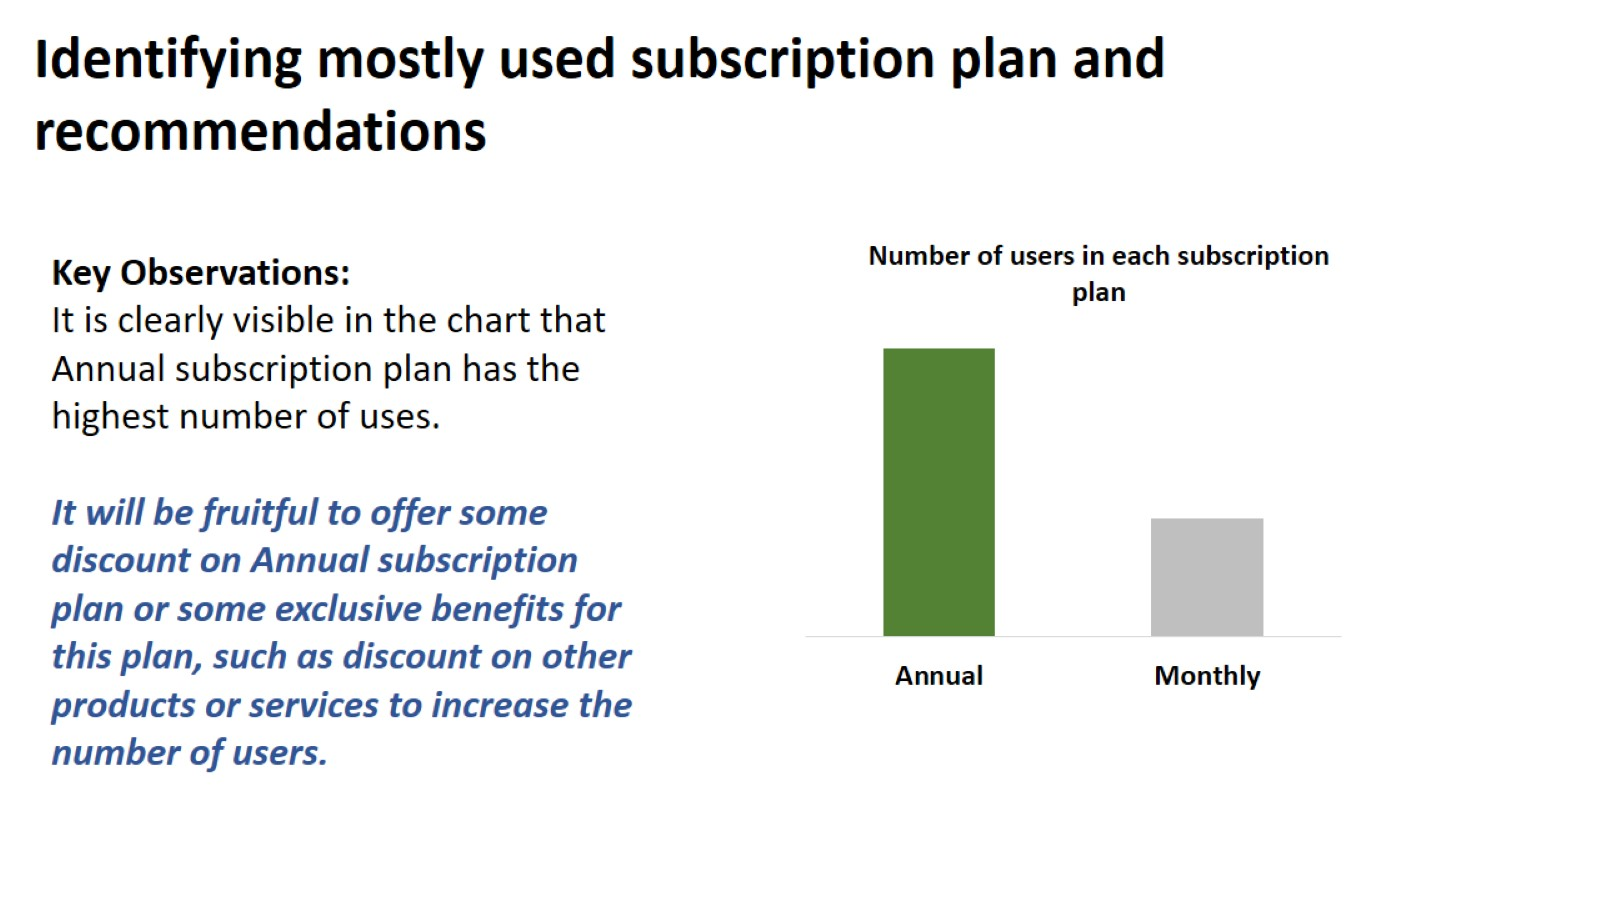 Identifying mostly used subscription plan and
recommendations
Key Observations:
It is clearly visible in the chart that
Annual subscription plan has the
highest number of uses.
It will be fruitful to offer some
discount on Annual subscription
plan or some exclusive benefits for
this plan, such as discount on other
products or services to increase the
number of users.
Number of users in each subscription
plan
Annual
Monthly